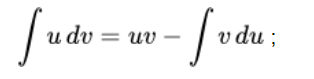 ∫ u dv = uv − ∫ v du ;